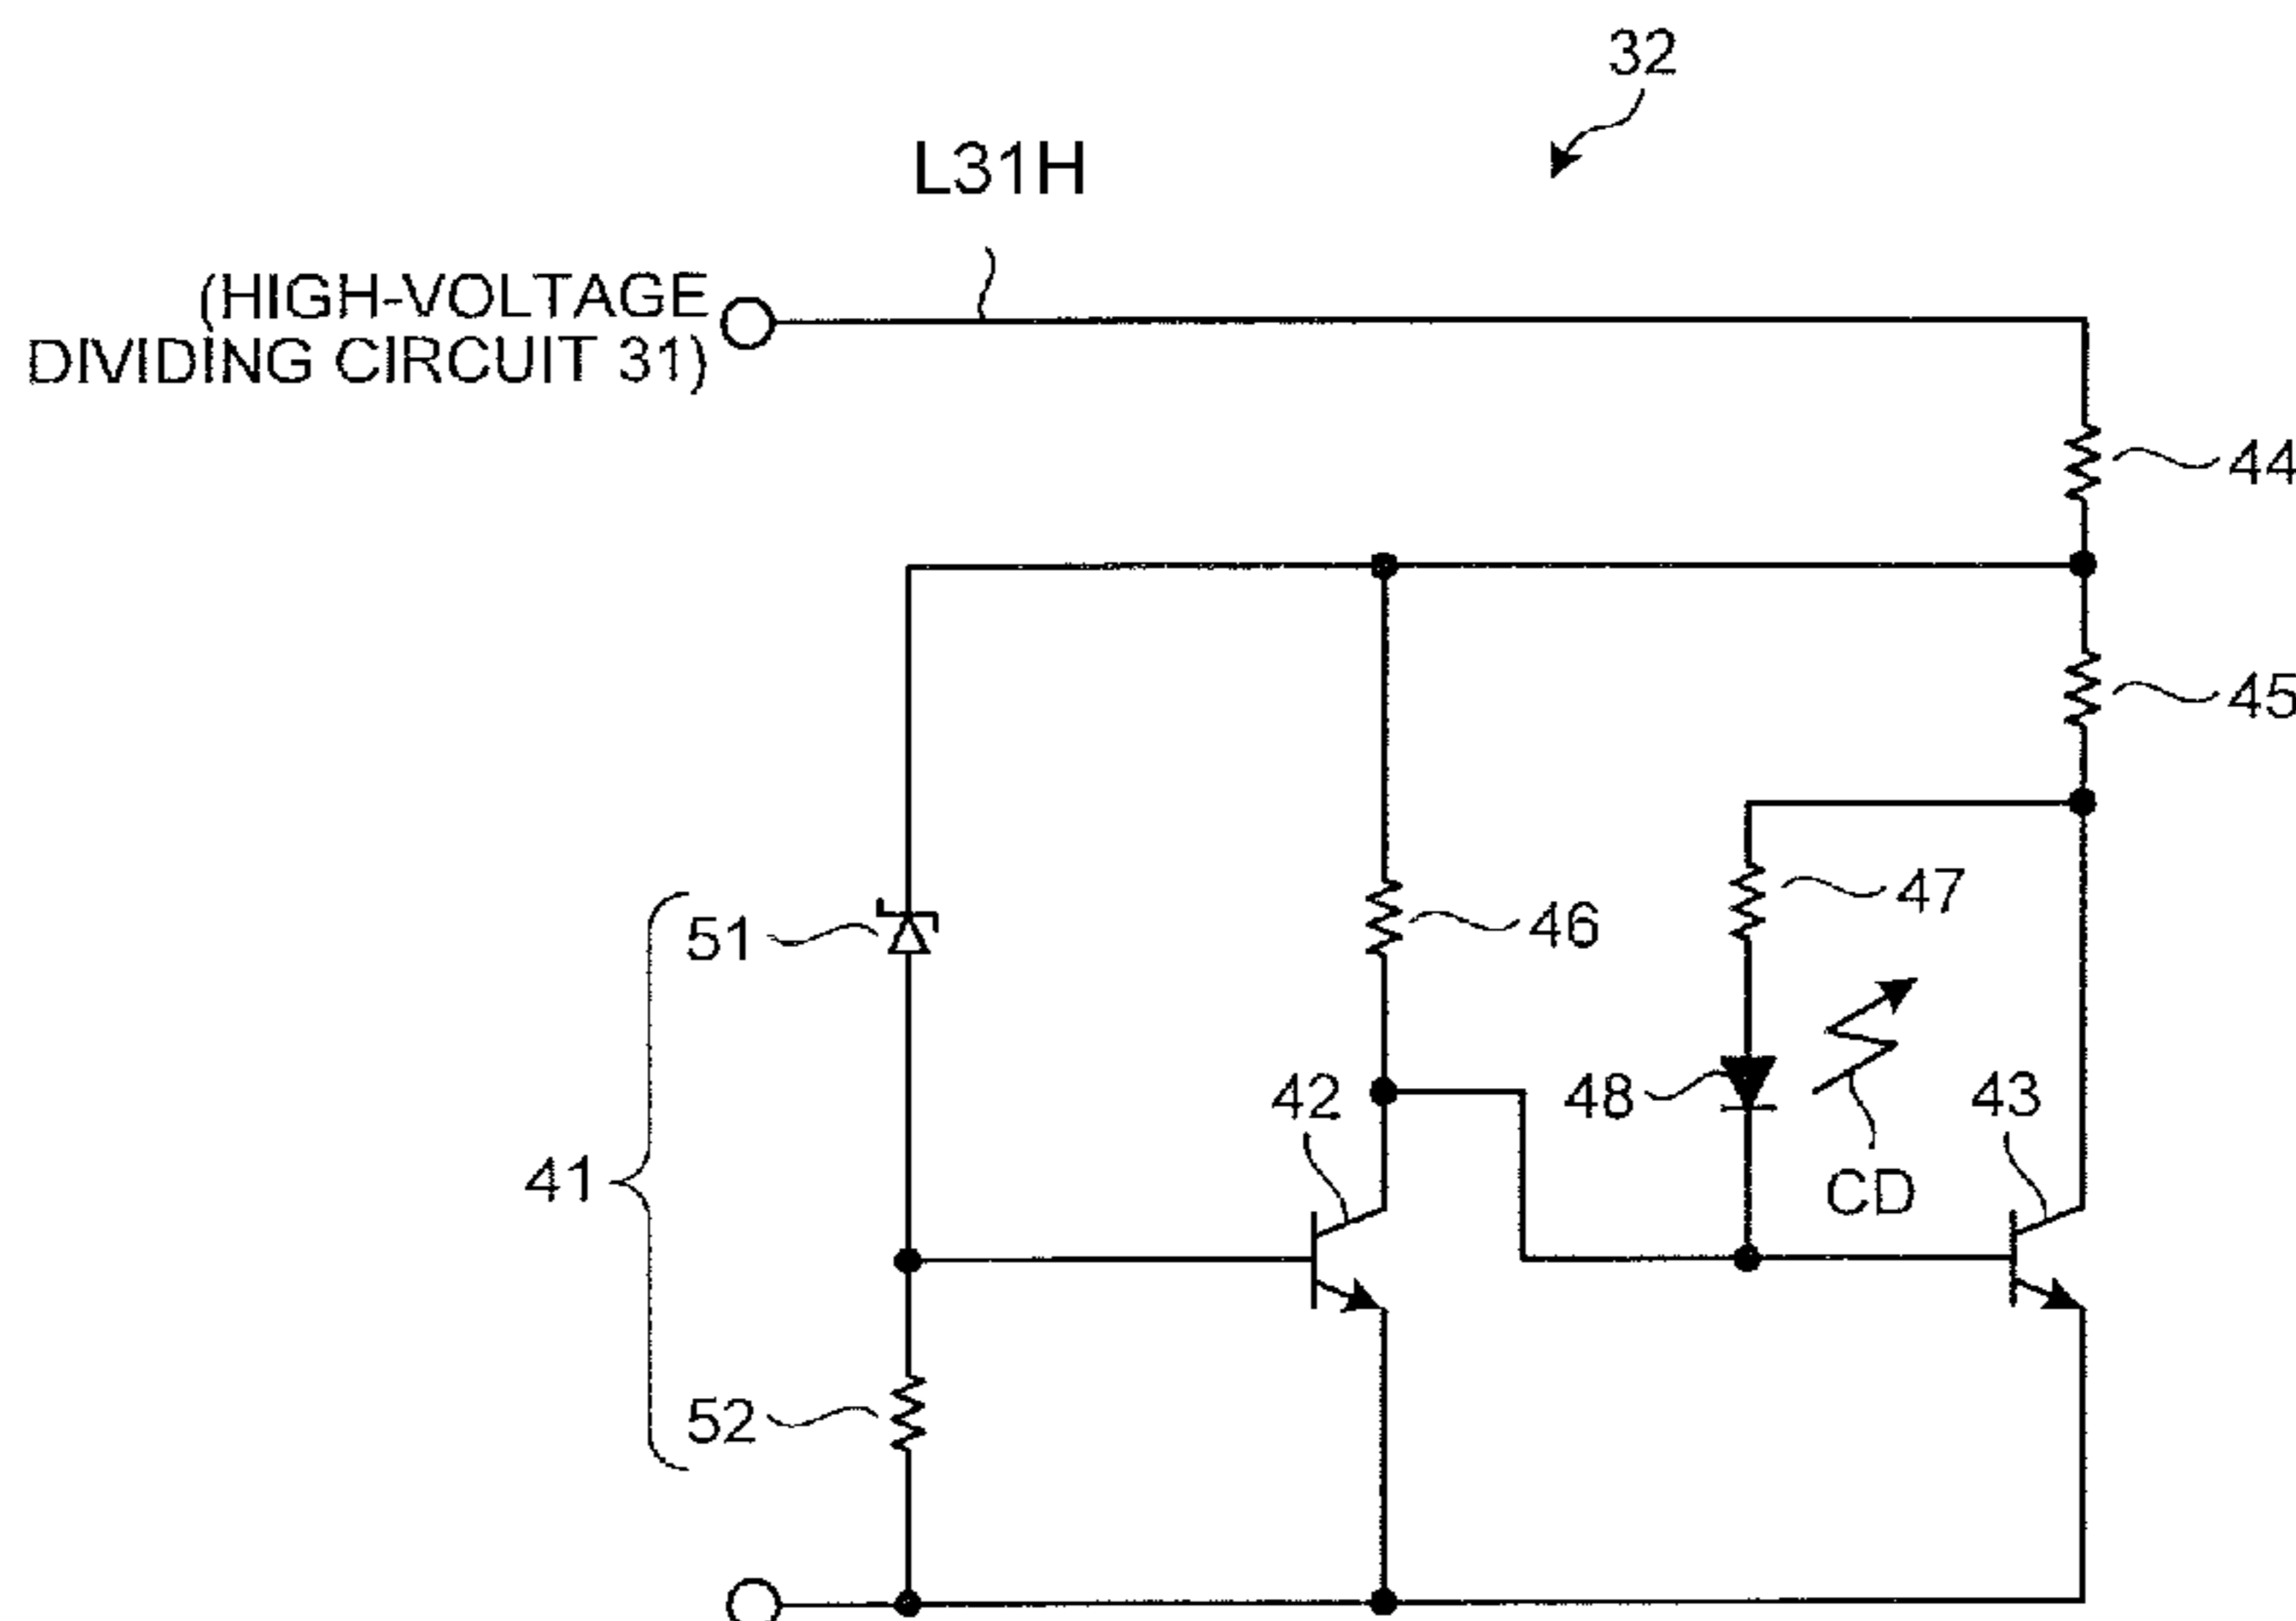 32
L31H
(HIGH-VOLTAGE
DIVIDING CIRCUIT 31)
44
45
47
51
46
42
48
43
41
CD
52